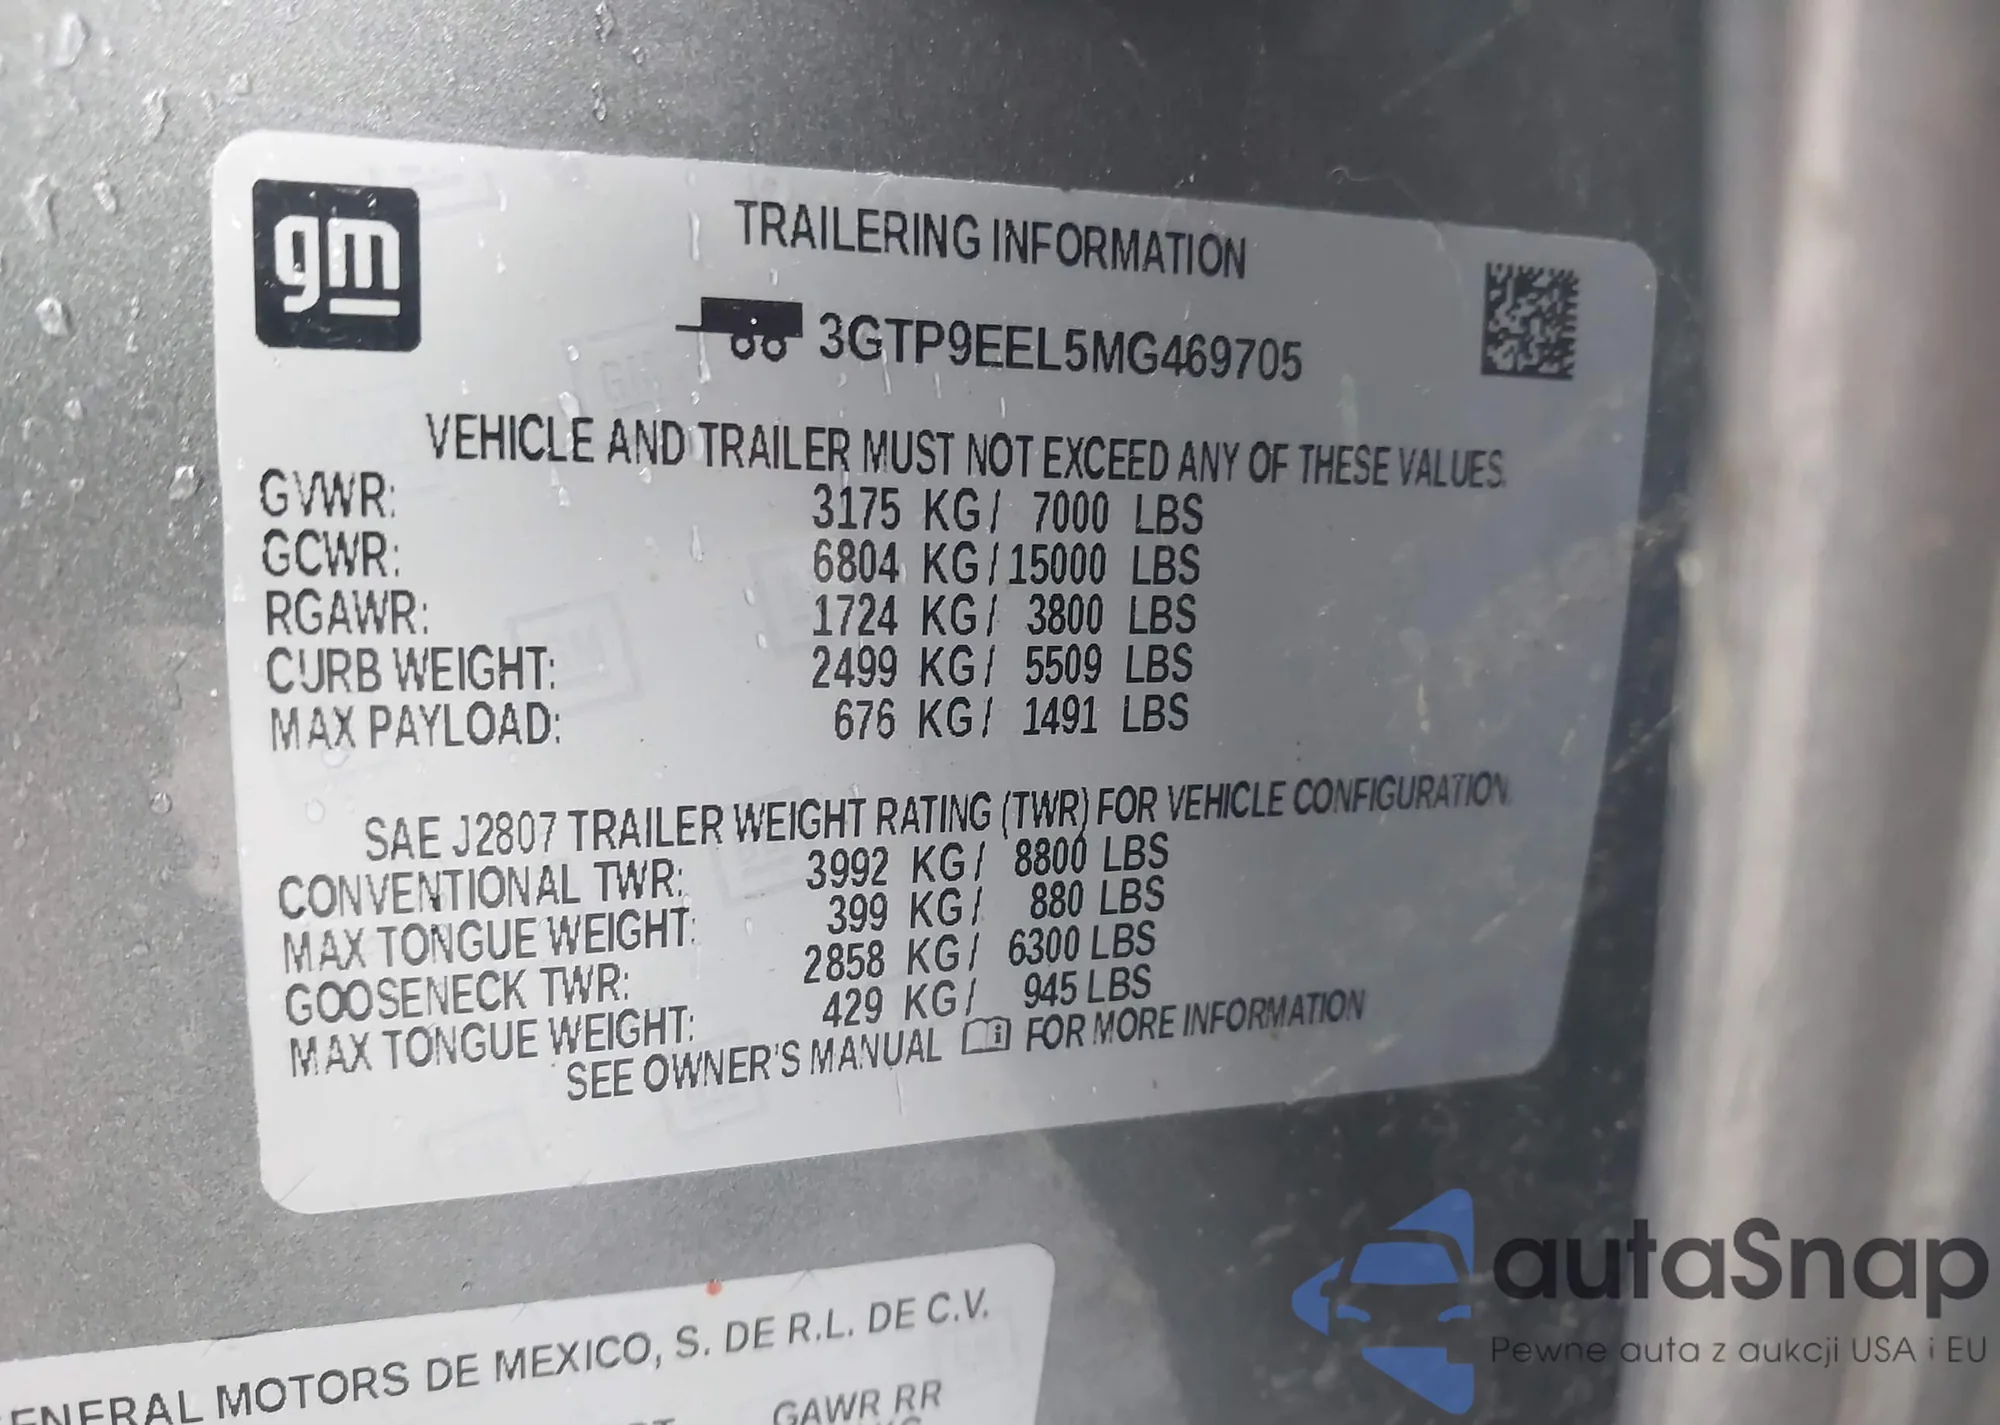 gm
TRAILERING INFORMATION
3GTP9EEL5MG469705
VEHICLE AND TRAILER MUST NOT EXCEED ANY OF THESE VALUES.
GVWR: 3175 KG/ 7000 LBS
GCWR: 6804 KG/15000 LBS
RGAWR: 1724 KG/ 3800 LBS
CURB WEIGHT: 2499 KG/ 5509 LBS
MAX PAYLOAD: 676 KG/ 1491 LBS
SAE J2807 TRAILER WEIGHT RATING (TWR) FOR VEHICLE CONFIGURATION.
CONVENTIONAL TWR: 3992 KG/ 8800 LBS
MAX TONGUE WEIGHT: 399 KG/ 880 LBS
GOOSENECK TWR: 2858 KG/ 6300 LBS
MAX TONGUE WEIGHT: 429 KG/ 945 LBS
SEE OWNER'S MANUAL FOR MORE INFORMATION
ENERAL MOTORS DE MEXICO, S. DE R.L. DE C.V.
GAWR RR
autaSnap
Pewne auta z aukcji USA i EU